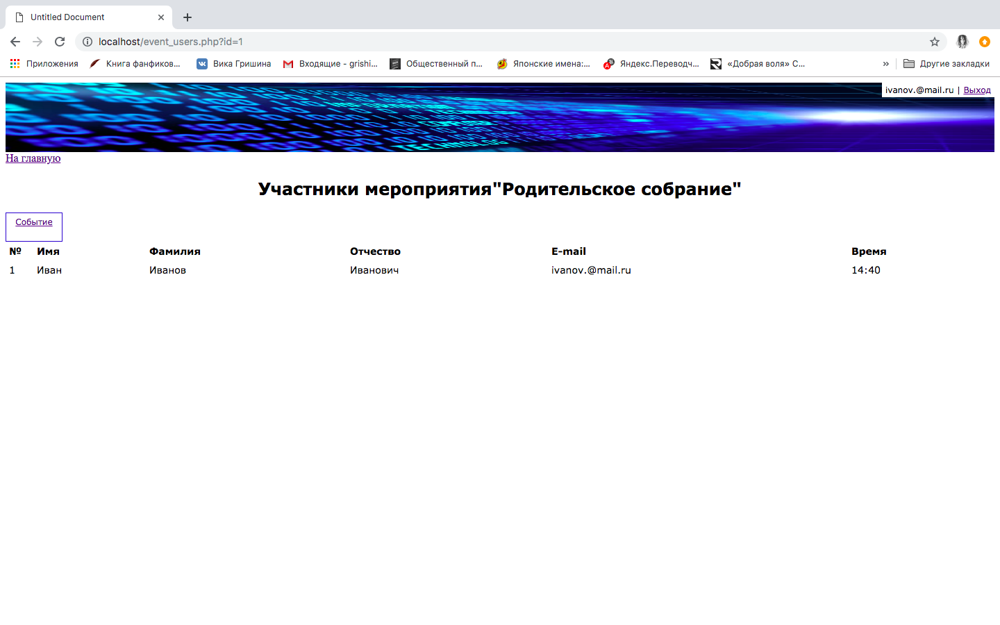 Untitled Document
localhost/event_users.php?id=1
Приложения
Книга фанфиков...
Вика Гришина
Входящие - grishi...
Общественный п...
Японские имена:...
Яндекс.Переводч...
«Добрая воля» С...
»
Другие закладки
ivanov.@mail.ru | Выход
TECHNOLOG
На главную
Участники мероприятия"Родительское собрание"
Событие
№ Имя Фамилия Отчество E-mail Время
1 Иван Иванов Иванович ivanov.@mail.ru 14:40